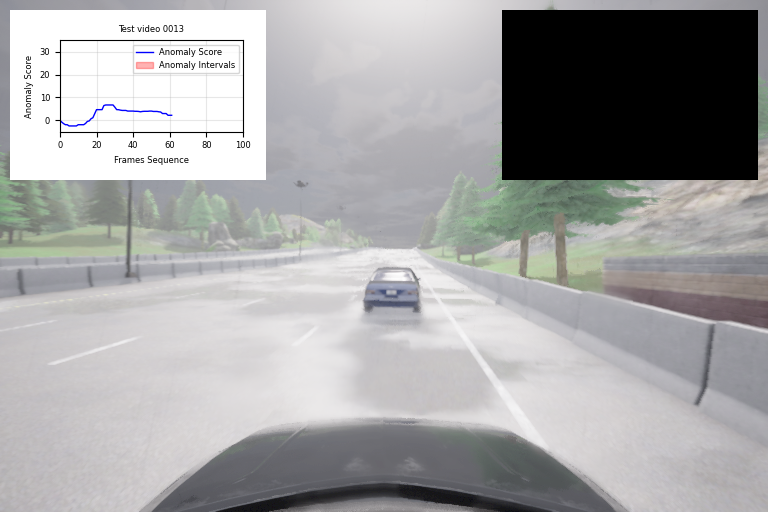 Test video 0013
Anomaly Score
Anomaly Intervals
Anomaly Score
30
20
10
0
0 20 40 60 80 100
Frames Sequence